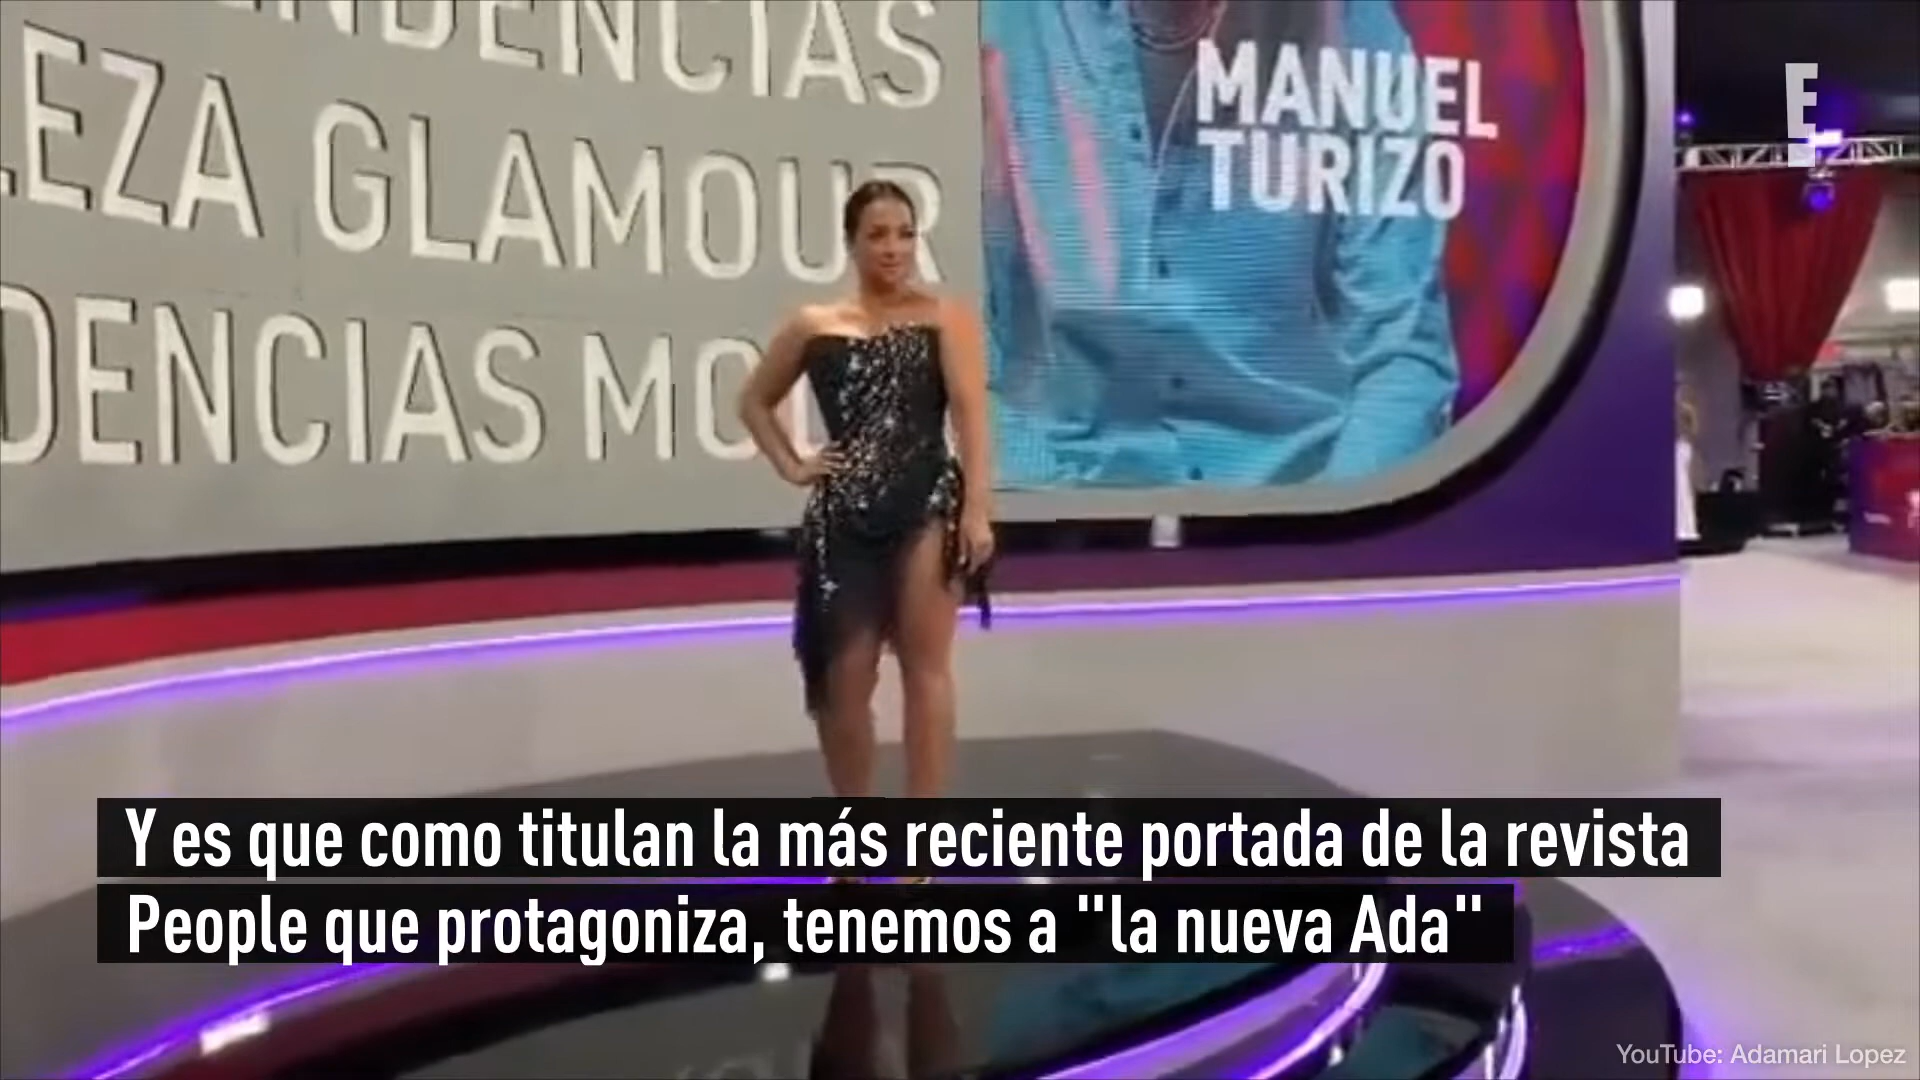 ENDENCIAS
LEZA GLAMOUR
DENCIAS MO
MANUEL
TURIZO
E
Y es que como titulan la más reciente portada de la revista
People que protagoniza, tenemos a "la nueva Ada"
YouTube: Adamari Lopez